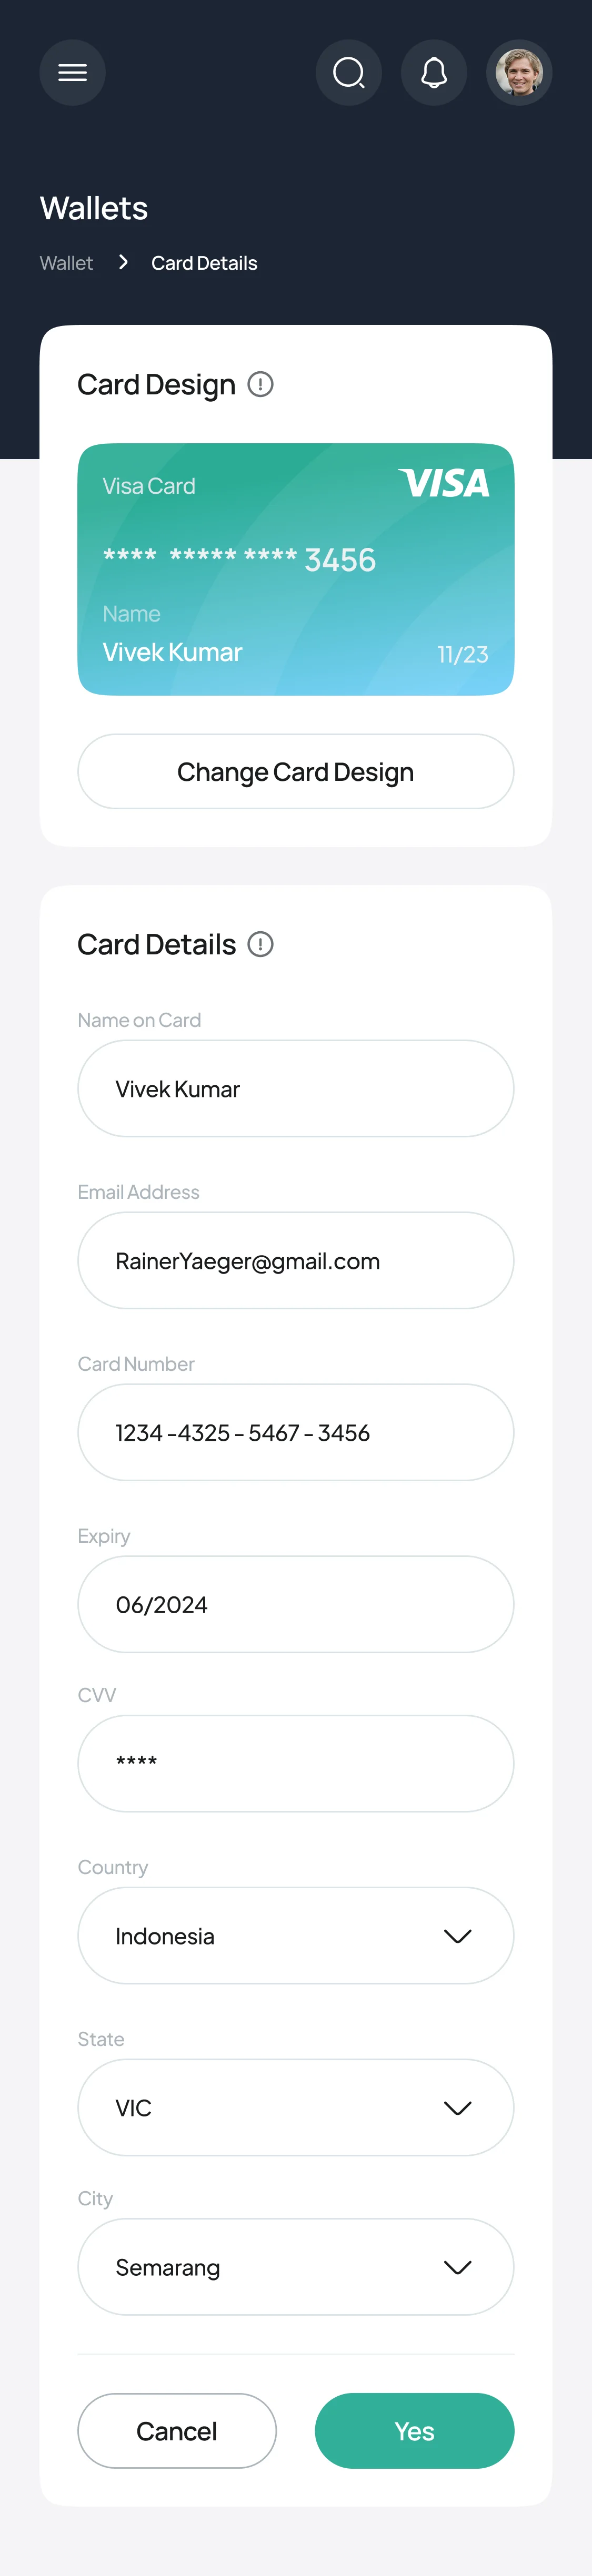 Wallets
Wallet > Card Details
Card Design
Visa Card VISA
**** ***** **** 3456
Name
Vivek Kumar 11/23
Change Card Design
Card Details
Name on Card
Vivek Kumar
Email Address
RainerYaeger@gmail.com
Card Number
1234 -4325 - 5467 - 3456
Expiry
06/2024
CVV
****
Country
Indonesia
State
VIC
City
Semarang
Cancel Yes